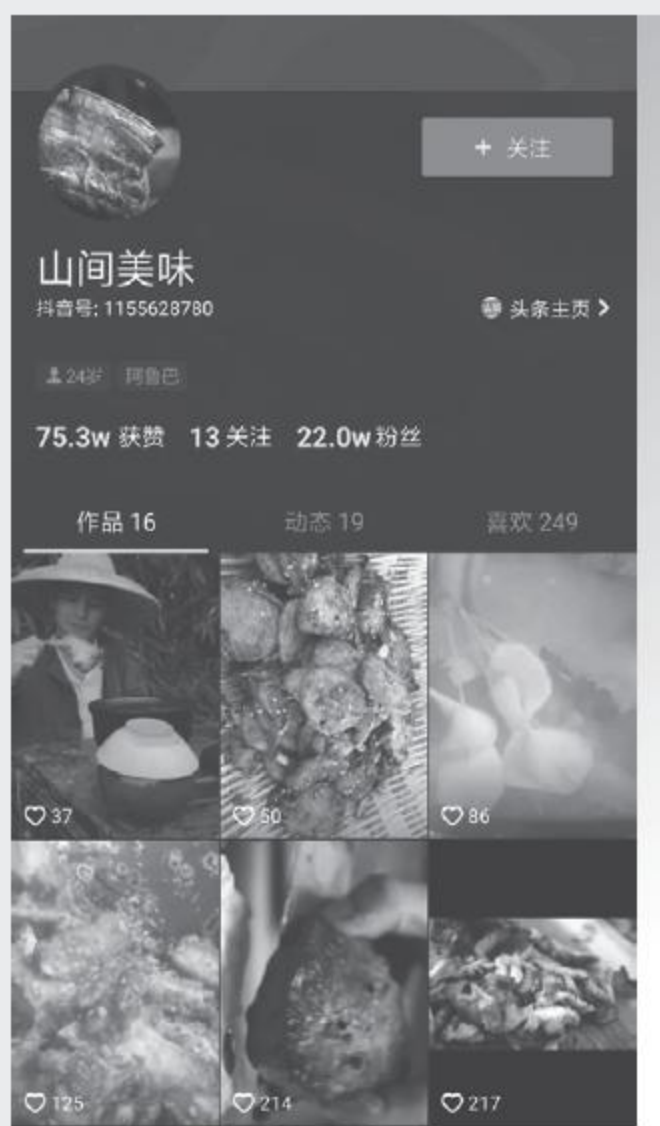 + 关注
山间美味
抖音号: 1155628780
头条主页 >
24岁 阿鲁巴
75.3w 获赞 13 关注 22.0w 粉丝
作品 16 动态 19 喜欢 249
37 50 86
125 214 217